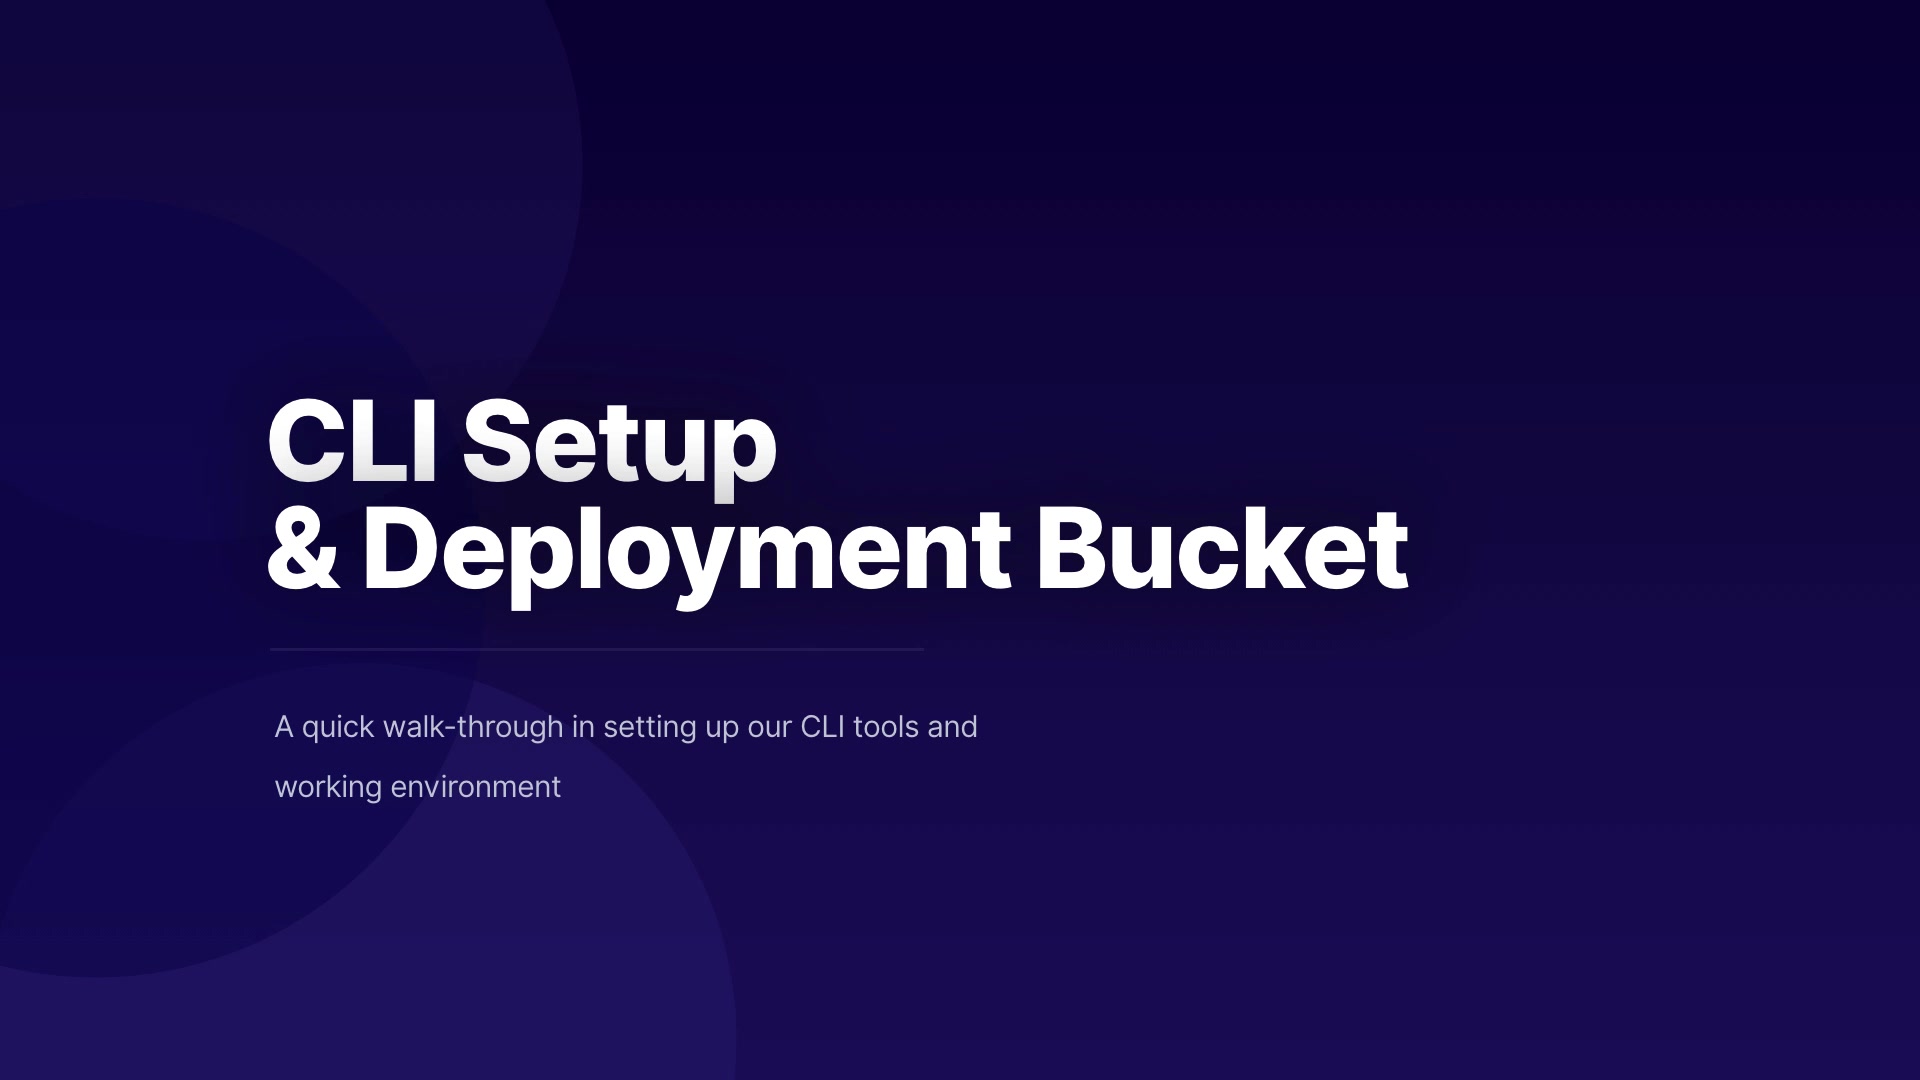 CLI Setup
& Deployment Bucket
A quick walk-through in setting up our CLI tools and
working environment